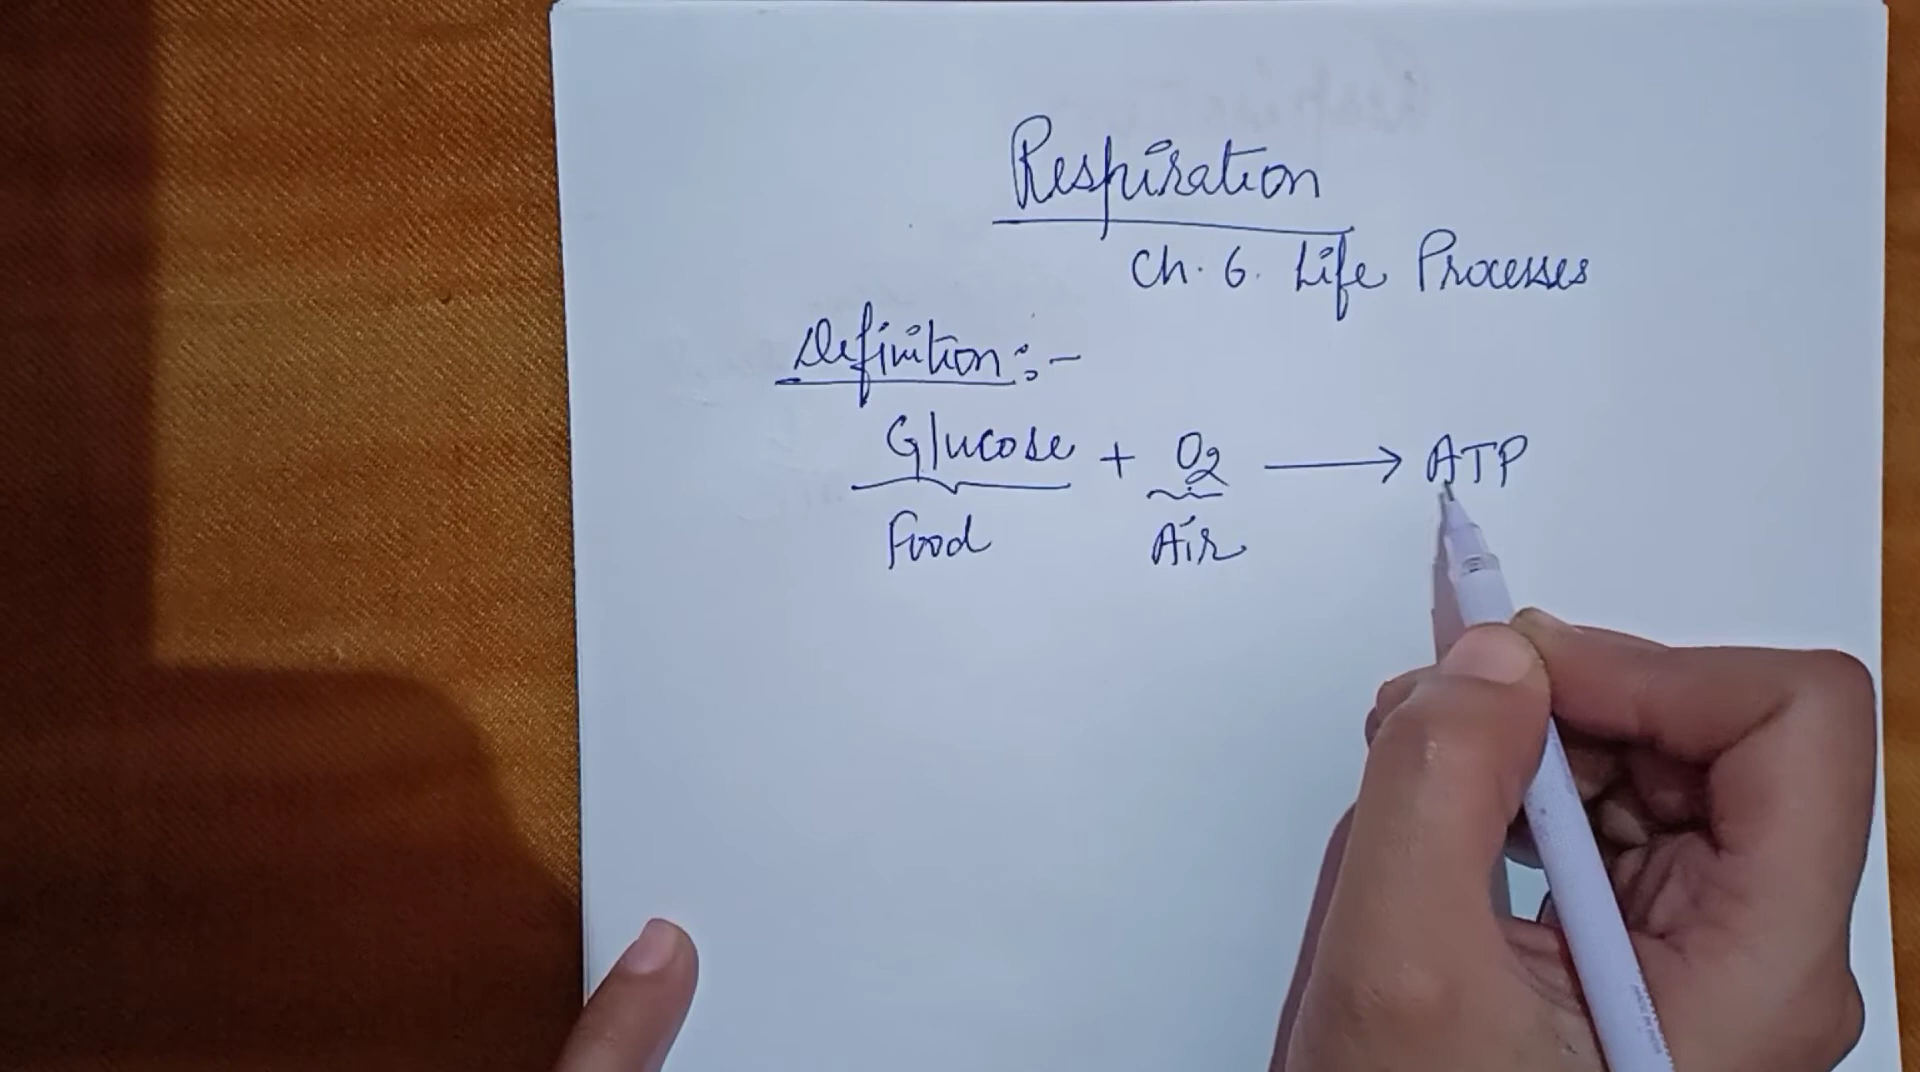 Respiration
Ch. 6. Life Processes
Definition :-
Glucose + O2 → ATP
Food Air